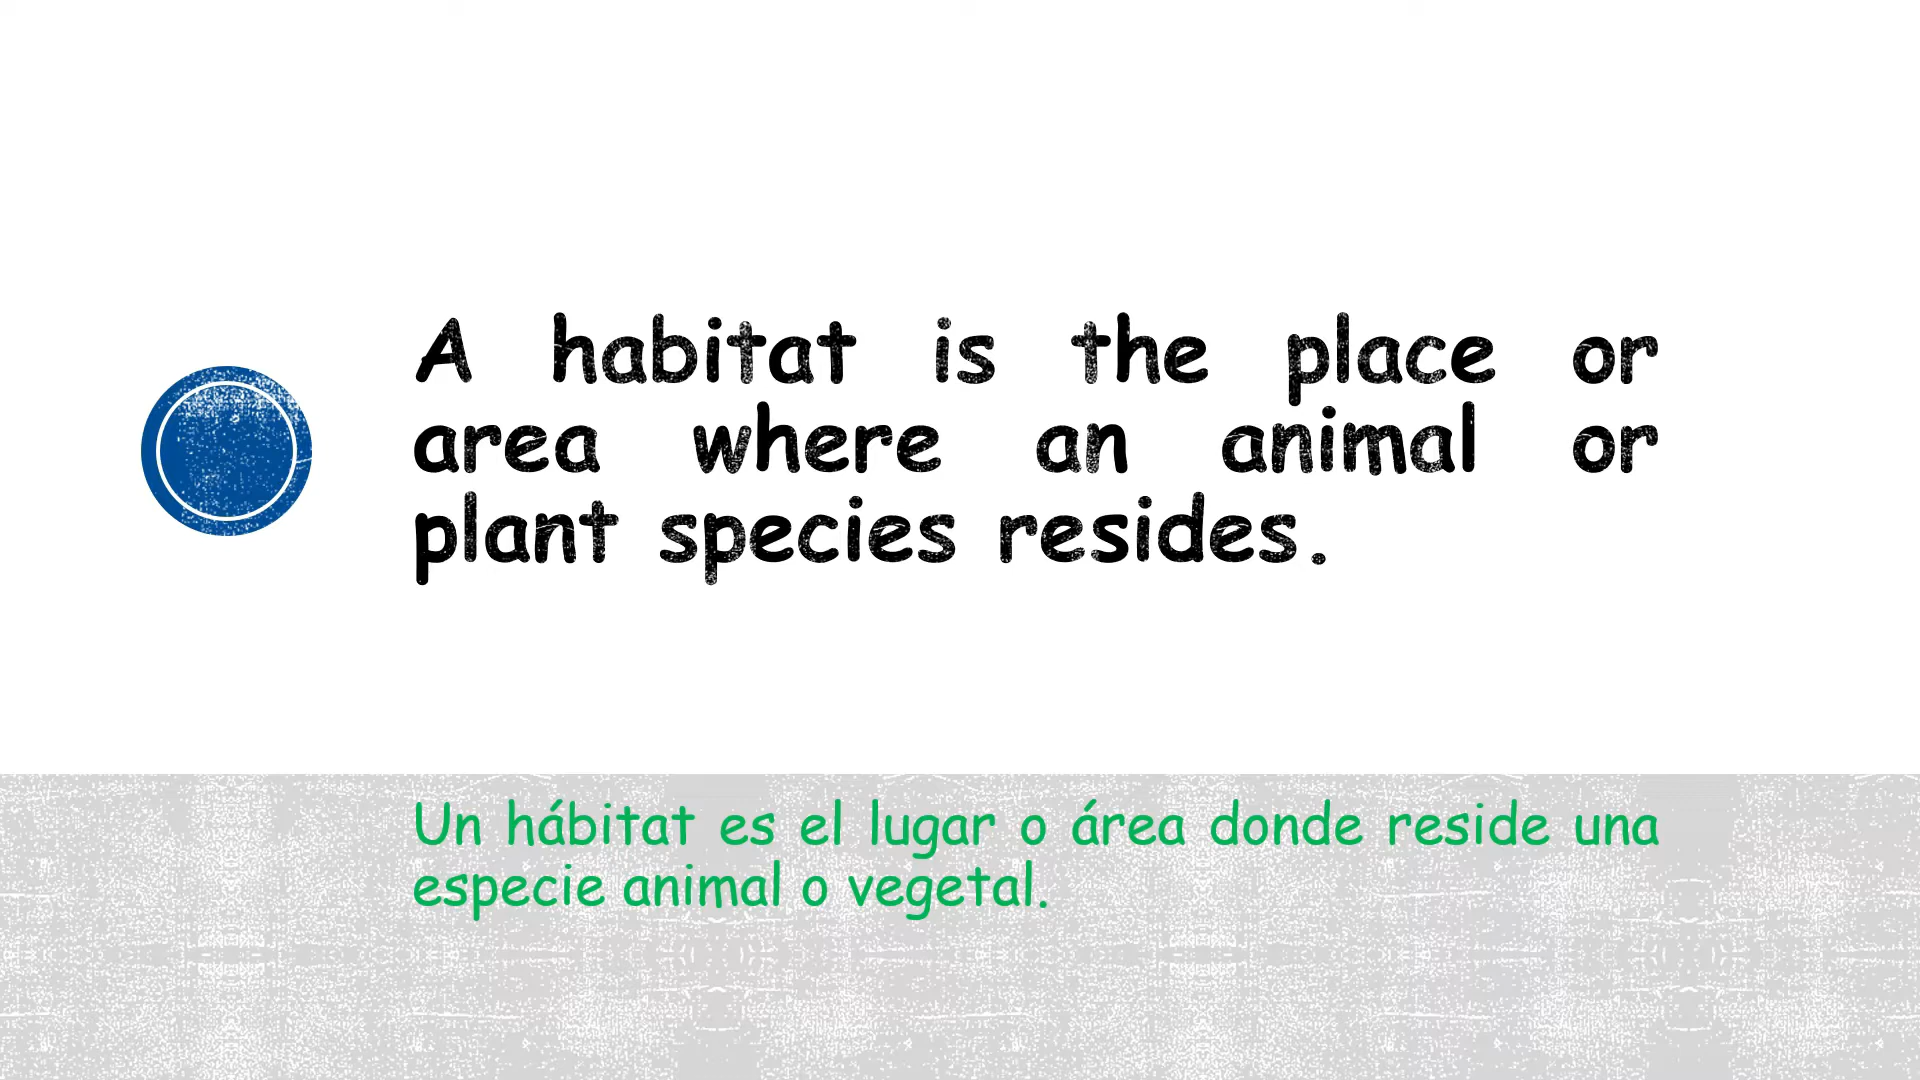 A habitat is the place or
area where an animal or
plant species resides.
Un hábitat es el lugar o área donde reside una
especie animal o vegetal.